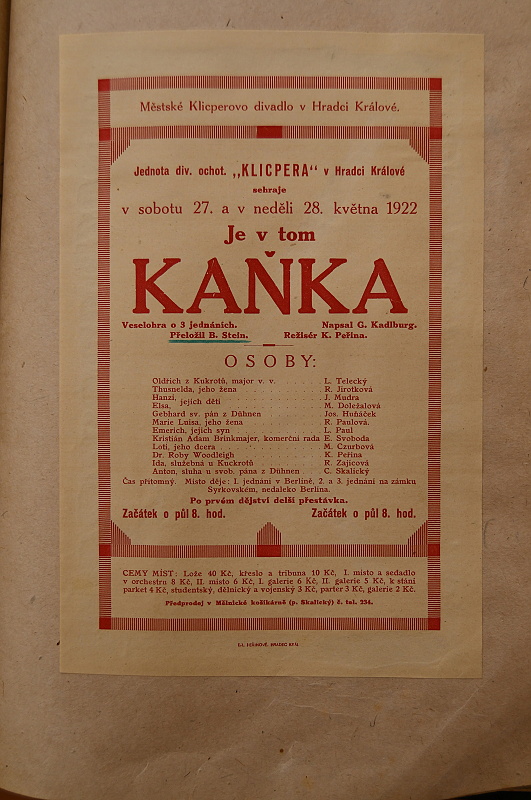 Městské Klicperovo divadlo v Hradci Králové.
Jednota div. ochot. „KLICPERA“ v Hradci Králové
sehraje
v sobotu 27. a v neděli 28. května 1922
Je v tom
KAŇKA
Veselohra o 3 jednáních. Napsal G. Kadlburg.
Přeložil B. Stein. Režisér K. Peřina.
OSOBY:
Oldřich z Kukrotů, major v. v. L. Telecký
Thusnelda, jeho žena R. Jirotková
Hanzi, jejich děti J. Mudra
Elsa, M. Doležalová
Gebhard sv. pán z Dühnen Jos. Huňáček
Marie Luisa, jeho žena R. Paulová.
Emerich, jejich syn L. Paul
Kristián Adam Brinkmajer, komerční rada E. Svoboda
Loti, jeho dcera M. Czurbová
Dr. Roby Woodleigh K. Peřina
Ida, služebná u Kuckrotů R. Zajicová
Anton, sluha u svob. pána z Dühnen C. Skalický
Čas přítomný. Místo děje: I. jednání v Berlíně, 2. a 3. jednání na zámku
Syrkovském, nedaleko Berlína.
Po prvém dějství delší přestávka.
Začátek o půl 8. hod. Začátek o půl 8. hod.
CENY MÍST: Lože 40 Kč, křeslo a tribuna 10 Kč, I. místo a sedadlo
v orchestru 8 Kč, II. místo 6 Kč, I. galerie 6 Kč, II. galerie 5 Kč, k stání
parket 4 Kč, studentský, dělnický a vojenský 3 Kč, parter 3 Kč, galerie 2 Kč.
Předprodej v Mělnické košikárně (p. Skalický) č. tel. 234.
HRADEC KRÁL.